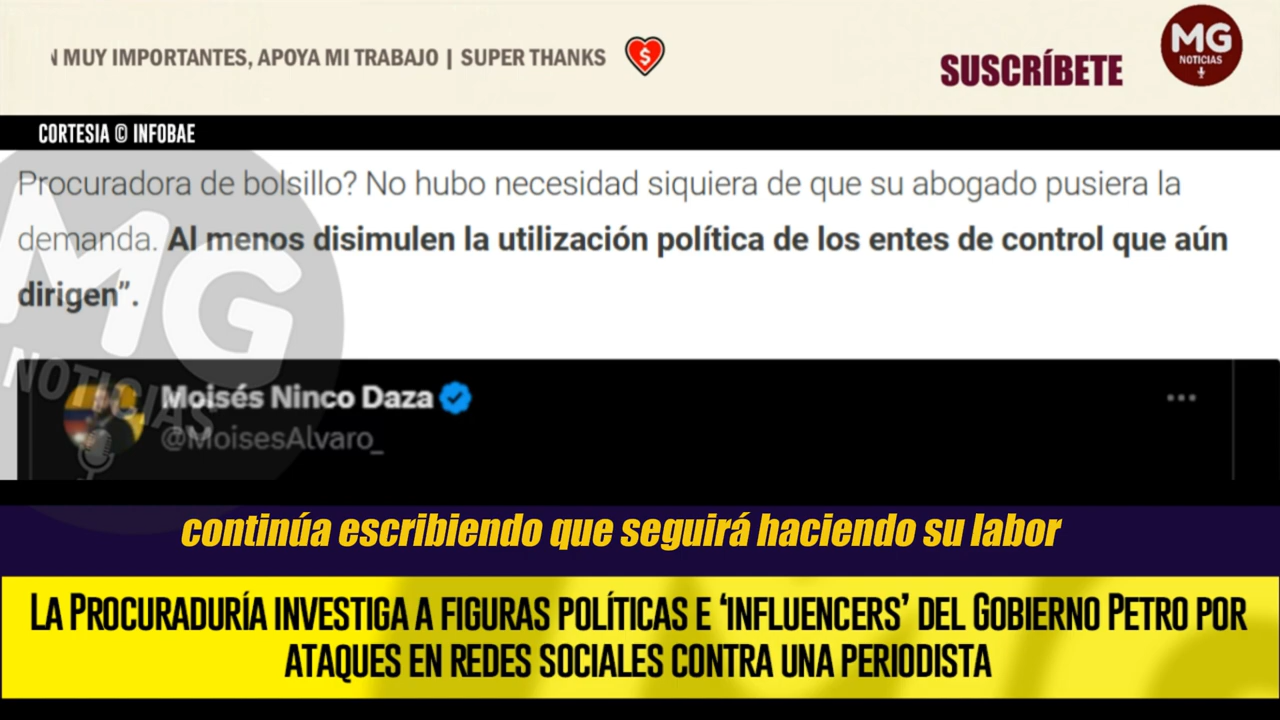 N MUY IMPORTANTES, APOYA MI TRABAJO | SUPER THANKS
SUSCRÍBETE
MG
NOTICIAS
CORTESIA © INFOBAE
Procuradora de bolsillo? No hubo necesidad siquiera de que su abogado pusiera la
demanda. Al menos disimulen la utilización política de los entes de control que aún
dirigen”.
MG
NOTICIAS
Moisés Ninco Daza
@MoisesAlvaro_
continúa escribiendo que seguirá haciendo su labor
LA PROCURADURÍA INVESTIGA A FIGURAS POLÍTICAS E ‘INFLUENCERS’ DEL GOBIERNO PETRO POR
ATAQUES EN REDES SOCIALES CONTRA UNA PERIODISTA